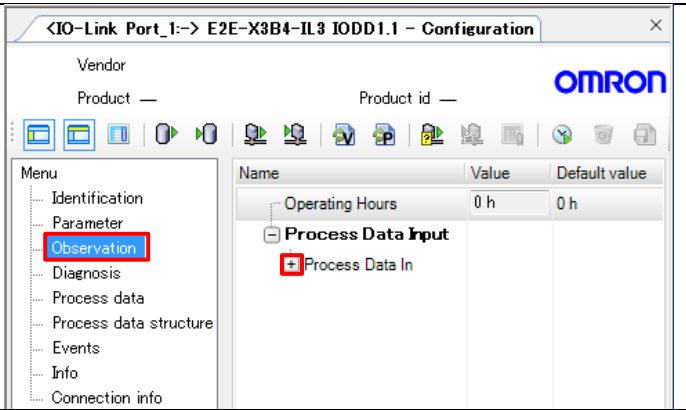 <IO-Link Port_1:-> E2E-X3B4-IL3 IODD1.1 - Configuration
Vendor
OMRON
Product —
Product id —
Menu
Name
Value
Default value
Identification
Operating Hours
0 h
0 h
Parameter
Process Data Input
Observation
Process Data In
Diagnosis
Process data
Process data structure
Events
Info
Connection info